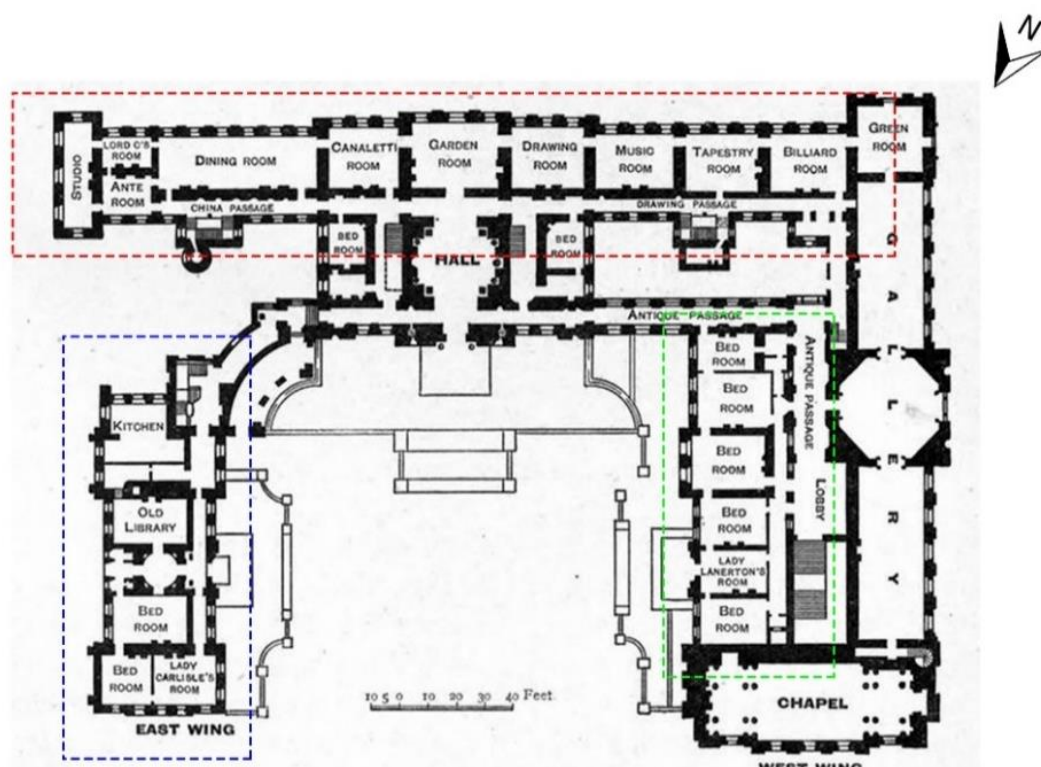 N
GREEN
ROOM
STUDIO
LORD C'S
ROOM
DINING ROOM
CANALETTI
ROOM
GARDEN
ROOM
DRAWING
ROOM
MUSIC
ROOM
TAPESTRY
ROOM
BILLIARD
ROOM
ANTE
ROOM
CHINA PASSAGE
DRAWING PASSAGE
BED
ROOM
HALL
BED
ROOM
GALLERY
ANTIQUE PASSAGE
BED
ROOM
ANTIQUE PASSAGE
BED
ROOM
KITCHEN
BED
ROOM
LOBBY
OLD
LIBRARY
BED
ROOM
LADY
LANERTON'S
ROOM
BED
ROOM
BED
ROOM
BED
ROOM
LADY
CARLISLE'S
ROOM
10 5 0 10 20 30 40 Feet
CHAPEL
EAST WING
WEST WING